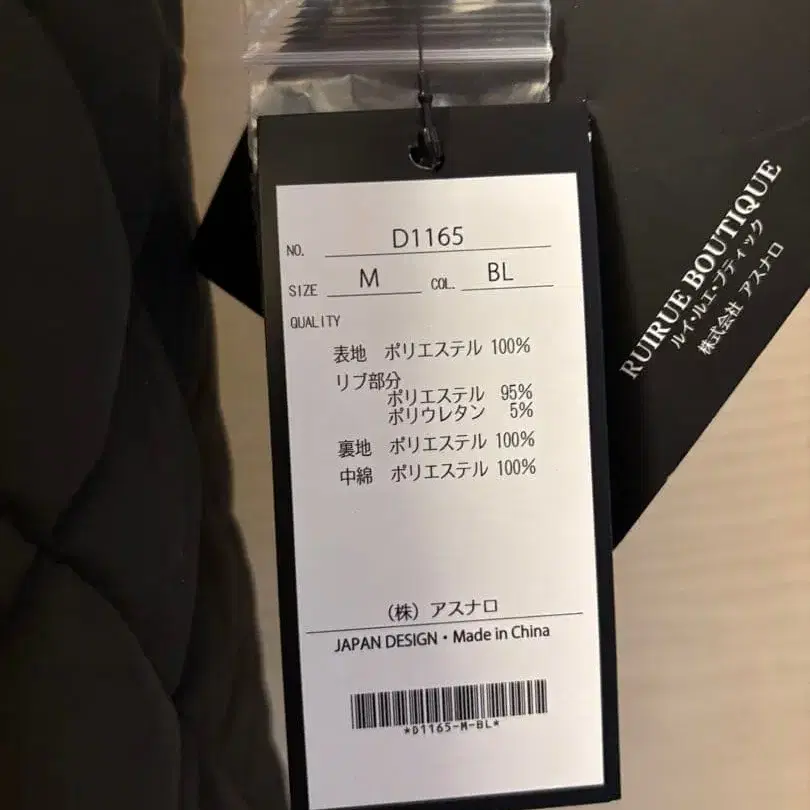 NO. D1165
SIZE M COL. BL
QUALITY
表地 ポリエステル 100%
リブ部分
ポリエステル 95%
ポリウレタン 5%
裏地 ポリエステル 100%
中綿 ポリエステル 100%
(株) アスナロ
JAPAN DESIGN・Made in China
*D1165-M-BL*
RUIRUE BOUTIQUE
ルイ・ルエ・ブティック
株式会社 アスナロ